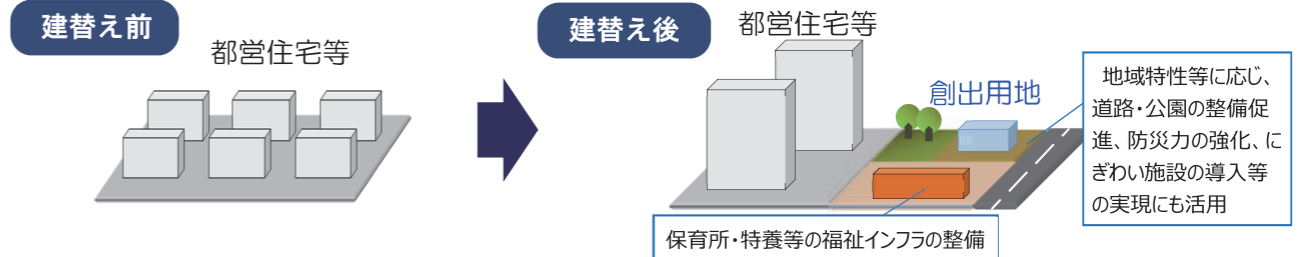 建替え前
都営住宅等
建替え後
都営住宅等
創出用地
地域特性等に応じ、
道路・公園の整備促
進、防災力の強化、に
ぎわい施設の導入等
の実現にも活用
保育所・特養等の福祉インフラの整備